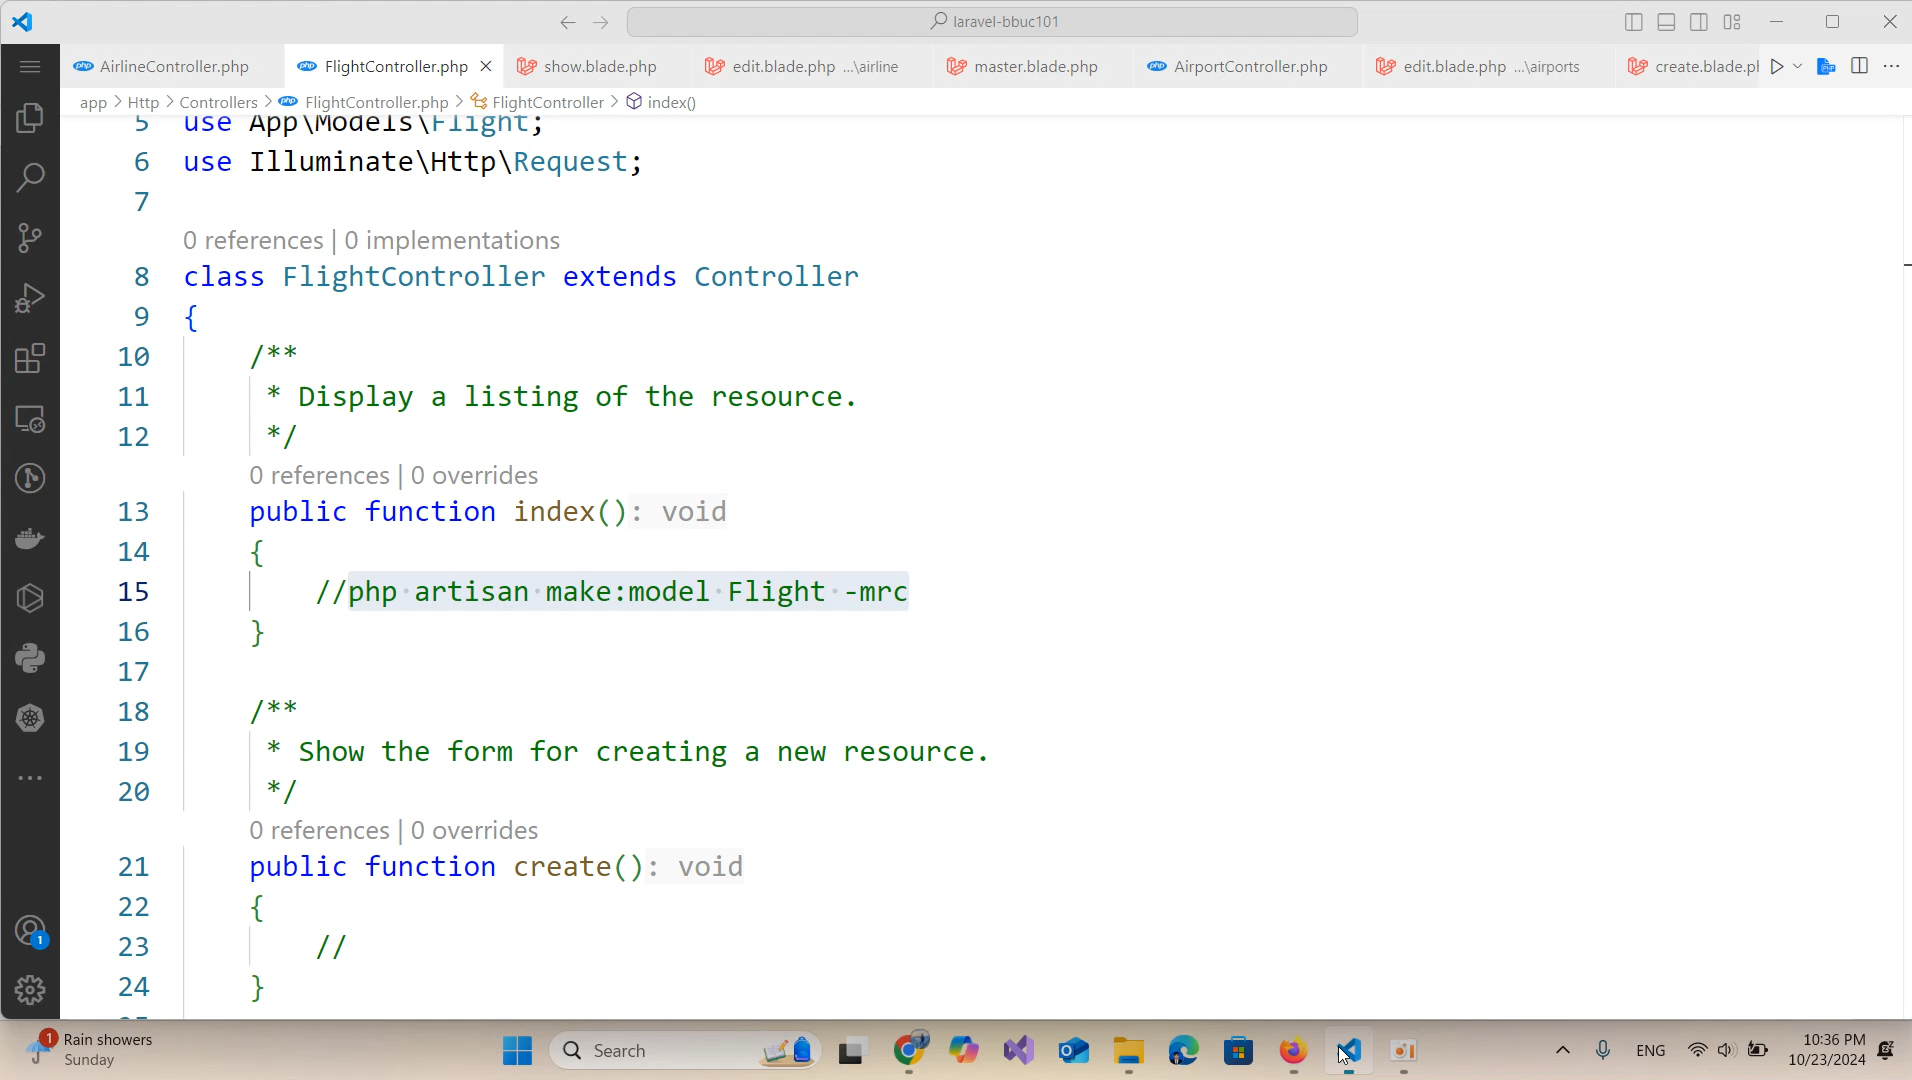 laravel-bbuc101
AirlineController.php
FlightController.php
show.blade.php
edit.blade.php ...\airline
master.blade.php
AirportController.php
edit.blade.php ...\airports
create.blade.pl
app > Http > Controllers > FlightController.php > FlightController > index()
5 use App\Models\Flight;
6 use Illuminate\Http\Request;
7
0 references | 0 implementations
8 class FlightController extends Controller
9 {
10 /**
11 * Display a listing of the resource.
12 */
0 references | 0 overrides
13 public function index(): void
14 {
15 //php artisan make:model Flight -mrc
16 }
17
18 /**
19 * Show the form for creating a new resource.
20 */
0 references | 0 overrides
21 public function create(): void
22 {
23 //
24 }
1
1
Rain showers
Sunday
Search
ENG
10:36 PM
10/23/2024